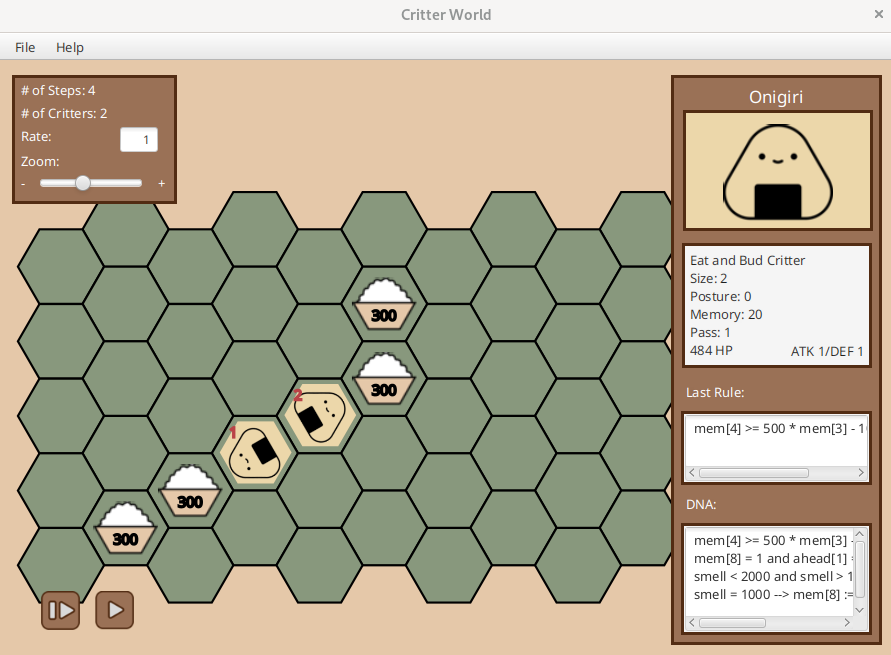 Critter World
File Help
# of Steps: 4
# of Critters: 2
Rate: 1
Zoom:
- +
300
300
2
1
300
300
Onigiri
Eat and Bud Critter
Size: 2
Posture: 0
Memory: 20
Pass: 1
484 HP ATK 1/DEF 1
Last Rule:
mem[4] >= 500 * mem[3] - 1
DNA:
mem[4] >= 500 * mem[3] -
mem[8] = 1 and ahead[1]
smell < 2000 and smell > 1
smell = 1000 --> mem[8] :=